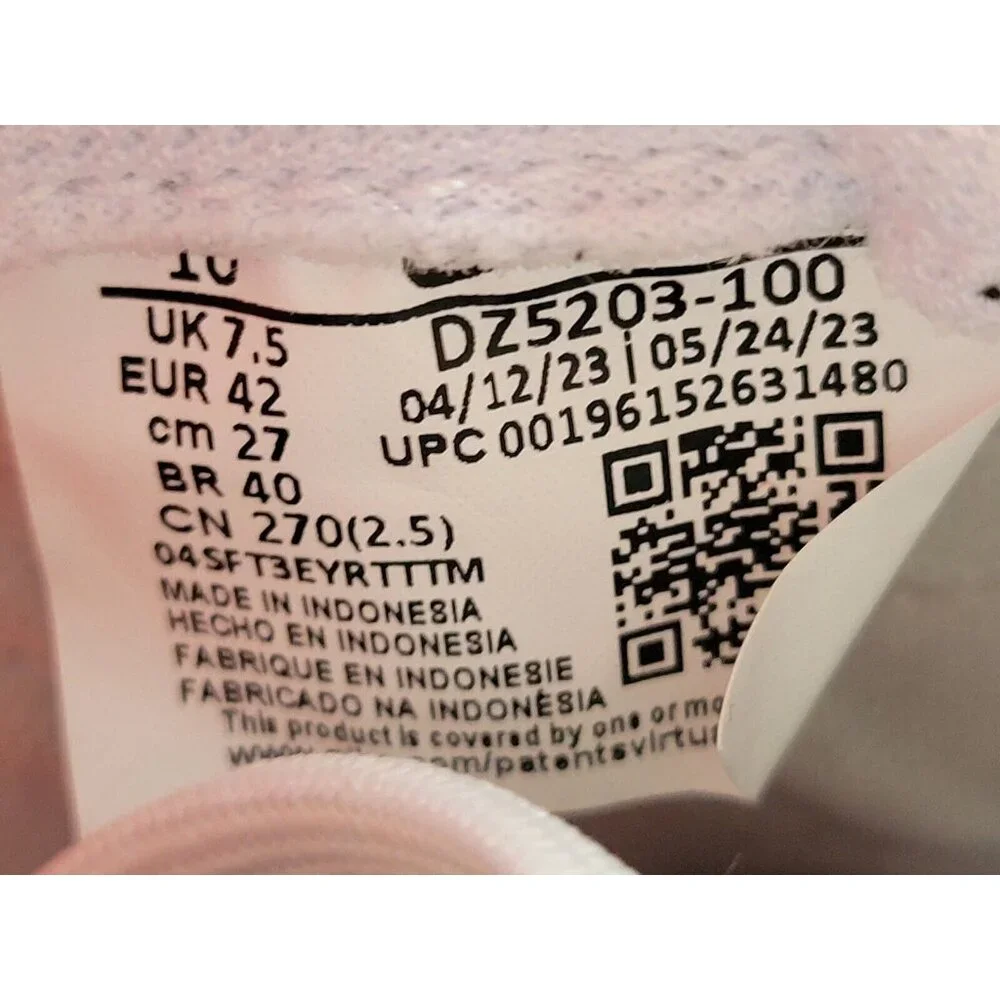 10
UK 7.5
EUR 42
cm 27
BR 40
CN 270(2.5)
DZ5203-100
04/12/23 | 05/24/23
UPC 00196152631480
04SFT3EYRTTTM
MADE IN INDONESIA
HECHO EN INDONESIA
FABRIQUE EN INDONESIE
FABRICADO NA INDONÉSIA
This product is covered by one or mo
com/patentsvirtu